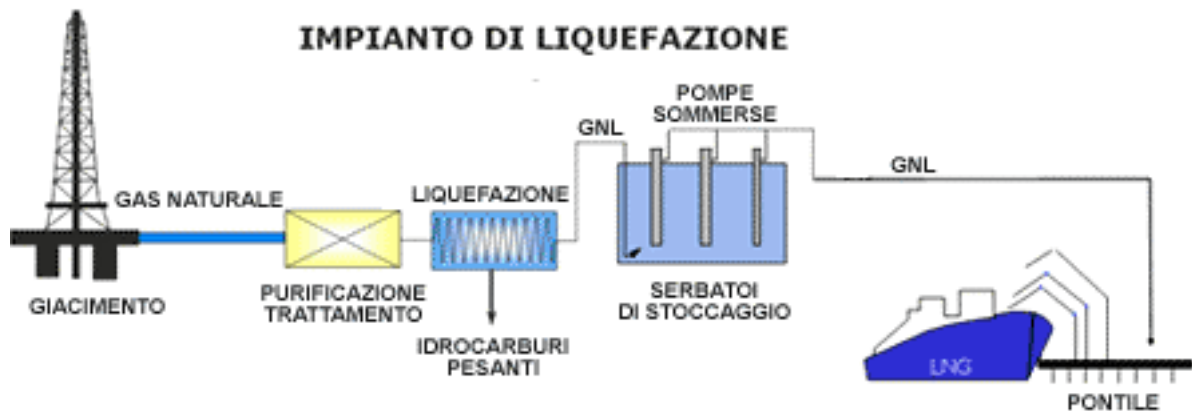 IMPIANTO DI LIQUEFAZIONE
POMPE
SOMMERSE
GNL
GNL
GAS NATURALE
LIQUEFAZIONE
GIACIMENTO
PURIFICAZIONE
TRATTAMENTO
SERBATOI
DI STOCCAGGIO
IDROCARBURI
PESANTI
LNG
PONTILE